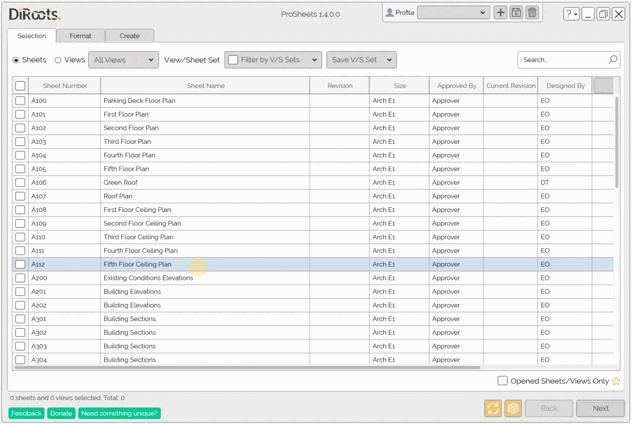 DiRoots.
ProSheets 1.4.0.0
Profile
Selection Format Create
Sheets Views All Views View/Sheet Set Filter by V/S Sets Save V/S Set Search...
Sheet Number Sheet Name Revision Size Approved By Current Revision Designed By
A100 Parking Deck Floor Plan Arch E1 Approver EO
A101 First Floor Plan Arch E1 Approver EO
A102 Second Floor Plan Arch E1 Approver EO
A103 Third Floor Plan Arch E1 Approver EO
A104 Fourth Floor Plan Arch E1 Approver EO
A105 Fifth Floor Plan Arch E1 Approver EO
A106 Green Roof Arch E1 Approver DT
A107 Roof Plan Arch E1 Approver EO
A108 First Floor Ceiling Plan Arch E1 Approver EO
A109 Second Floor Ceiling Plan Arch E1 Approver EO
A110 Third Floor Ceiling Plan Arch E1 Approver EO
A111 Fourth Floor Ceiling Plan Arch E1 Approver EO
A112 Fifth Floor Ceiling Plan Arch E1 Approver EO
A200 Existing Conditions Elevations Arch E1 Approver EO
A201 Building Elevations Arch E1 Approver EO
A202 Building Elevations Arch E1 Approver EO
A301 Building Sections Arch E1 Approver EO
A302 Building Sections Arch E1 Approver EO
A303 Building Sections Arch E1 Approver EO
A304 Building Sections Arch E1 Approver EO
Opened Sheets/Views Only
0 sheets and 0 views selected. Total: 0
Feedback Donate Need something unique? Back Next